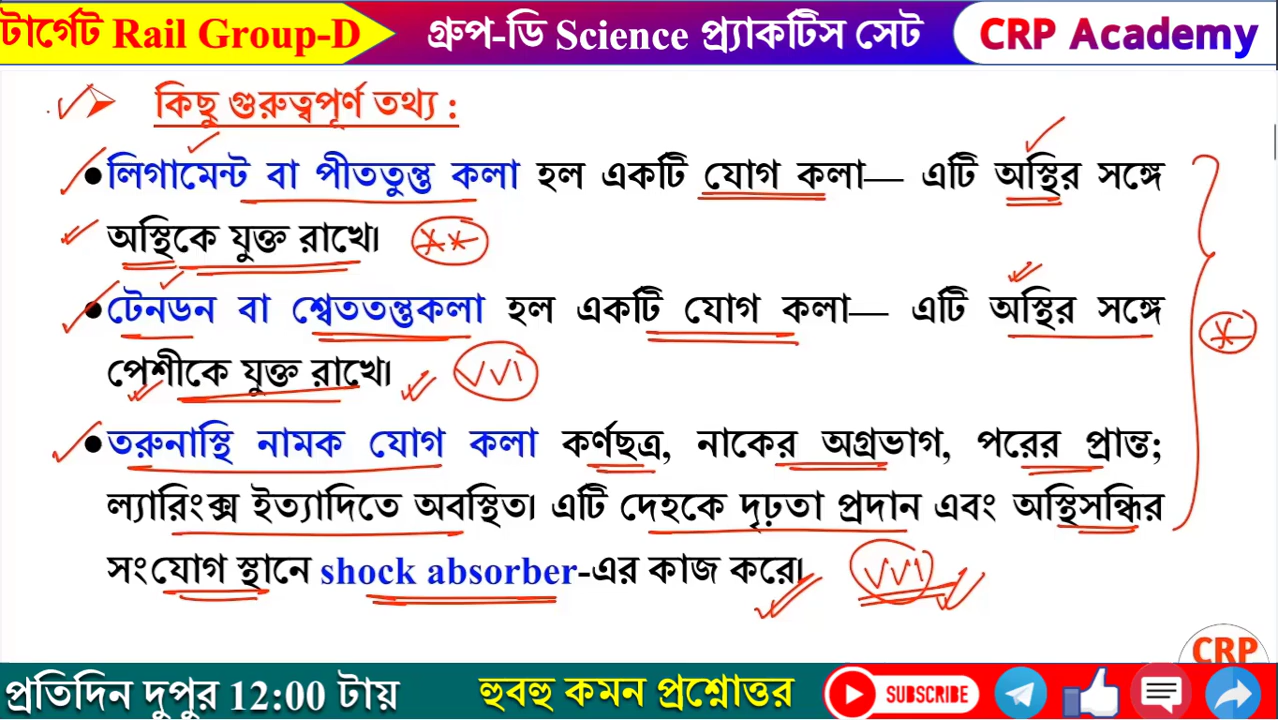 টার্গেট Rail Group-D
গ্রুপ-ডি Science প্র্যাকটিস সেট
CRP Academy
কিছু গুরুত্বপূর্ণ তথ্য :
●লিগামেন্ট বা পীততুন্তু কলা হল একটি যোগ কলা— এটি অস্থির সঙ্গে
অস্থিকে যুক্ত রাখে। **
● টেনডন বা শ্বেততন্তুকলা হল একটি যোগ কলা— এটি অস্থির সঙ্গে *
পেশীকে যুক্ত রাখে। VVI
●তরুনাস্থি নামক যোগ কলা কর্ণছত্র, নাকের অগ্রভাগ, পরের প্রান্ত;
ল্যারিংক্স ইত্যাদিতে অবস্থিত। এটি দেহকে দৃঢ়তা প্রদান এবং অস্থিসন্ধির
সংযোগ স্থানে shock absorber-এর কাজ করে। VVI
CRP
প্রতিদিন দুপুর 12:00 টায়
হুবহু কমন প্রশ্নোত্তর
SUBSCRIBE